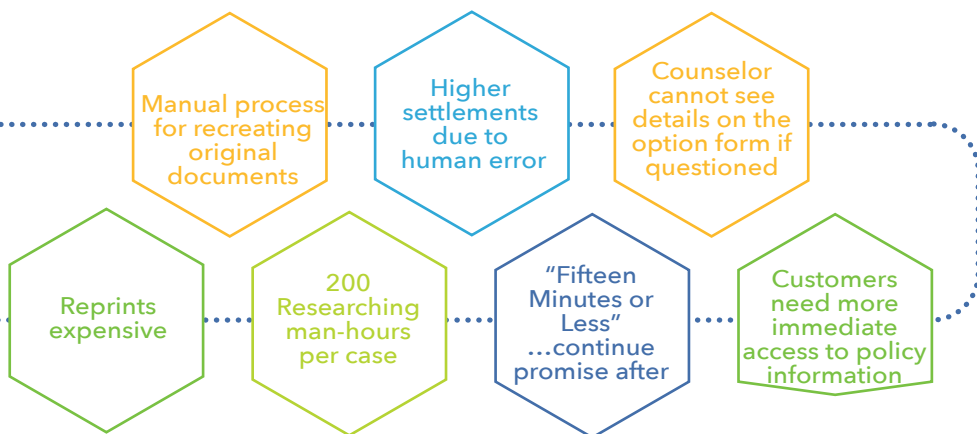 Manual process
for recreating
original
documents
Higher
settlements
due to
human error
Counselor
cannot see
details on the
option form if
questioned
Reprints
expensive
200
Researching
man-hours
per case
“Fifteen
Minutes or
Less”
…continue
promise after
Customers
need more
immediate
access to policy
information